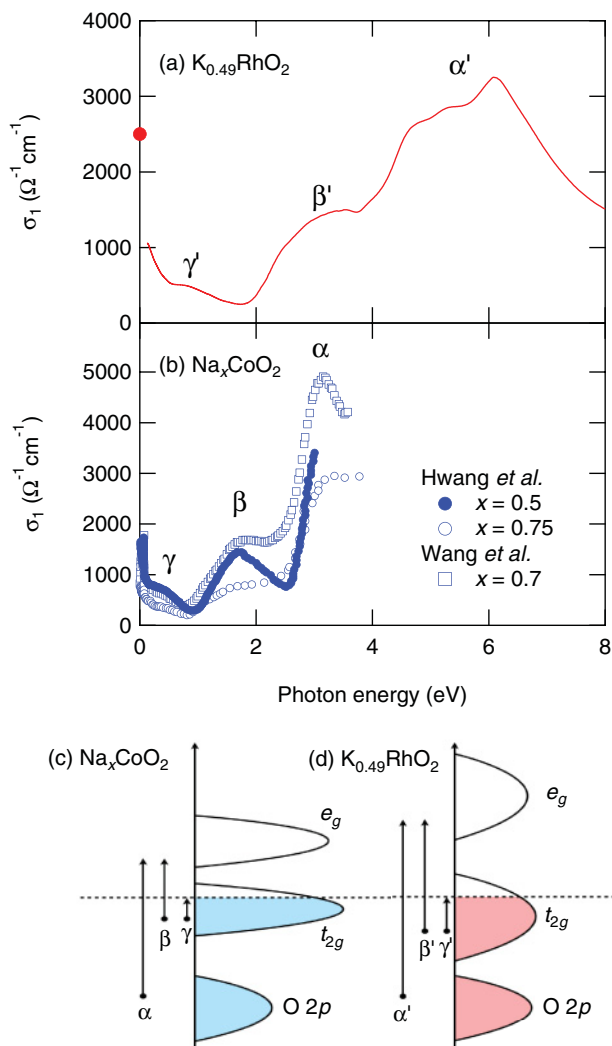 4000
(a) K₀.₄₉RhO₂
α'
3000
σ₁ (Ω⁻¹cm⁻¹)
2000
β'
1000
γ'
0
(b) NaₓCoO₂
α
5000
4000
σ₁ (Ω⁻¹cm⁻¹)
3000
Hwang et al.
x = 0.5
β
2000
x = 0.75
Wang et al.
γ
1000
x = 0.7
0
0 2 4 6 8
Photon energy (eV)
(c) NaₓCoO₂
(d) K₀.₄₉RhO₂
e_g
e_g
β
γ
t₂g
β'
γ'
t₂g
α
O 2p
α'
O 2p